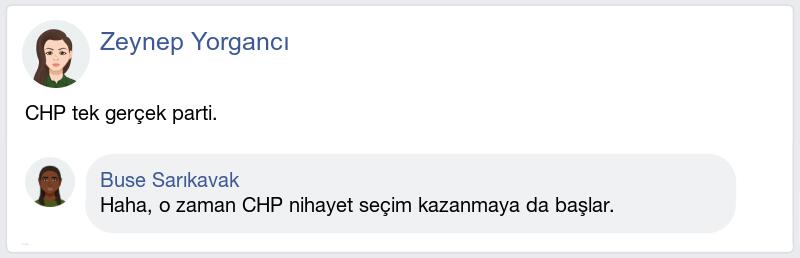 Zeynep Yorgancı
CHP tek gerçek parti.
Buse Sarıkavak
Haha, o zaman CHP nihayet seçim kazanmaya da başlar.